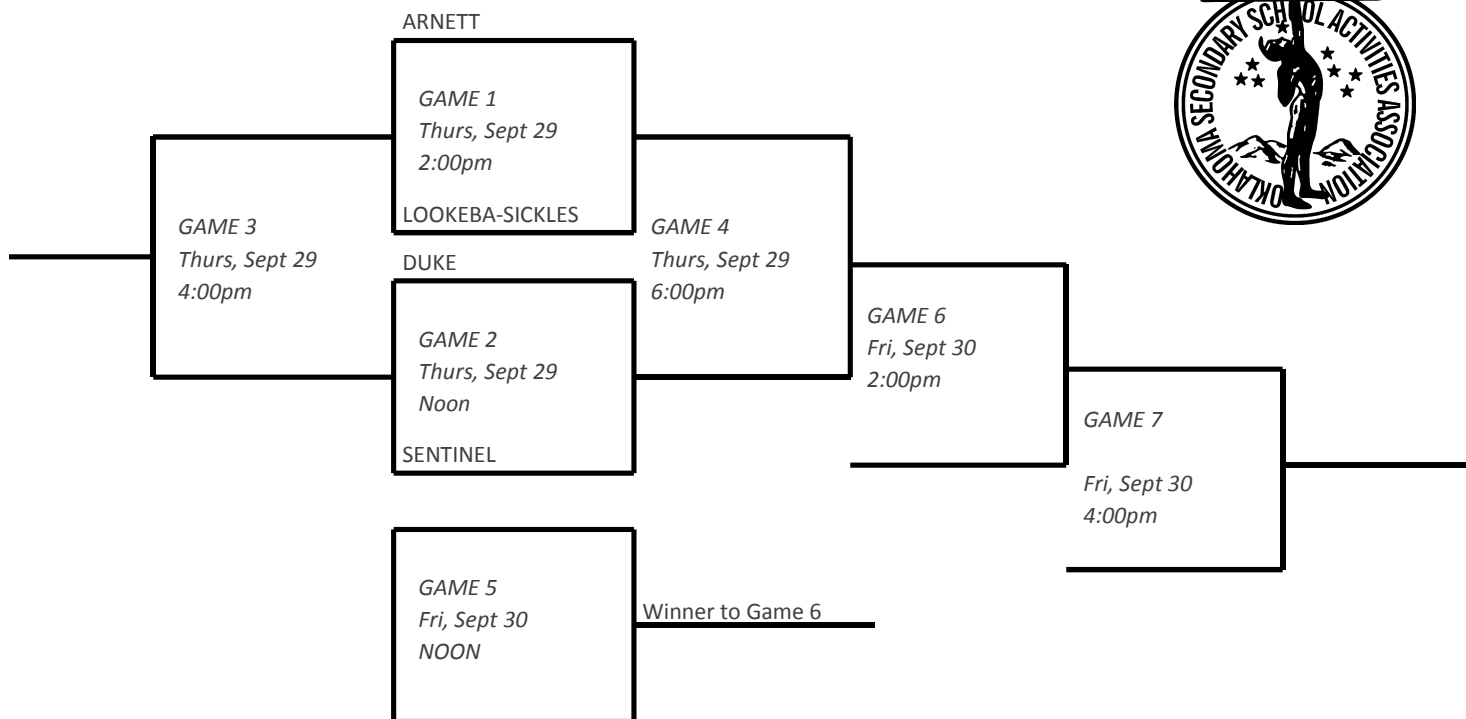 ARNETT
GAME 1
Thurs, Sept 29
2:00pm
LOOKEBA-SICKLES
GAME 3
Thurs, Sept 29
4:00pm
GAME 4
Thurs, Sept 29
6:00pm
DUKE
GAME 2
Thurs, Sept 29
Noon
SENTINEL
GAME 6
Fri, Sept 30
2:00pm
GAME 7
Fri, Sept 30
4:00pm
GAME 5
Fri, Sept 30
NOON
Winner to Game 6
OKLAHOMA SECONDARY SCHOOL ACTIVITIES ASSOCIATION